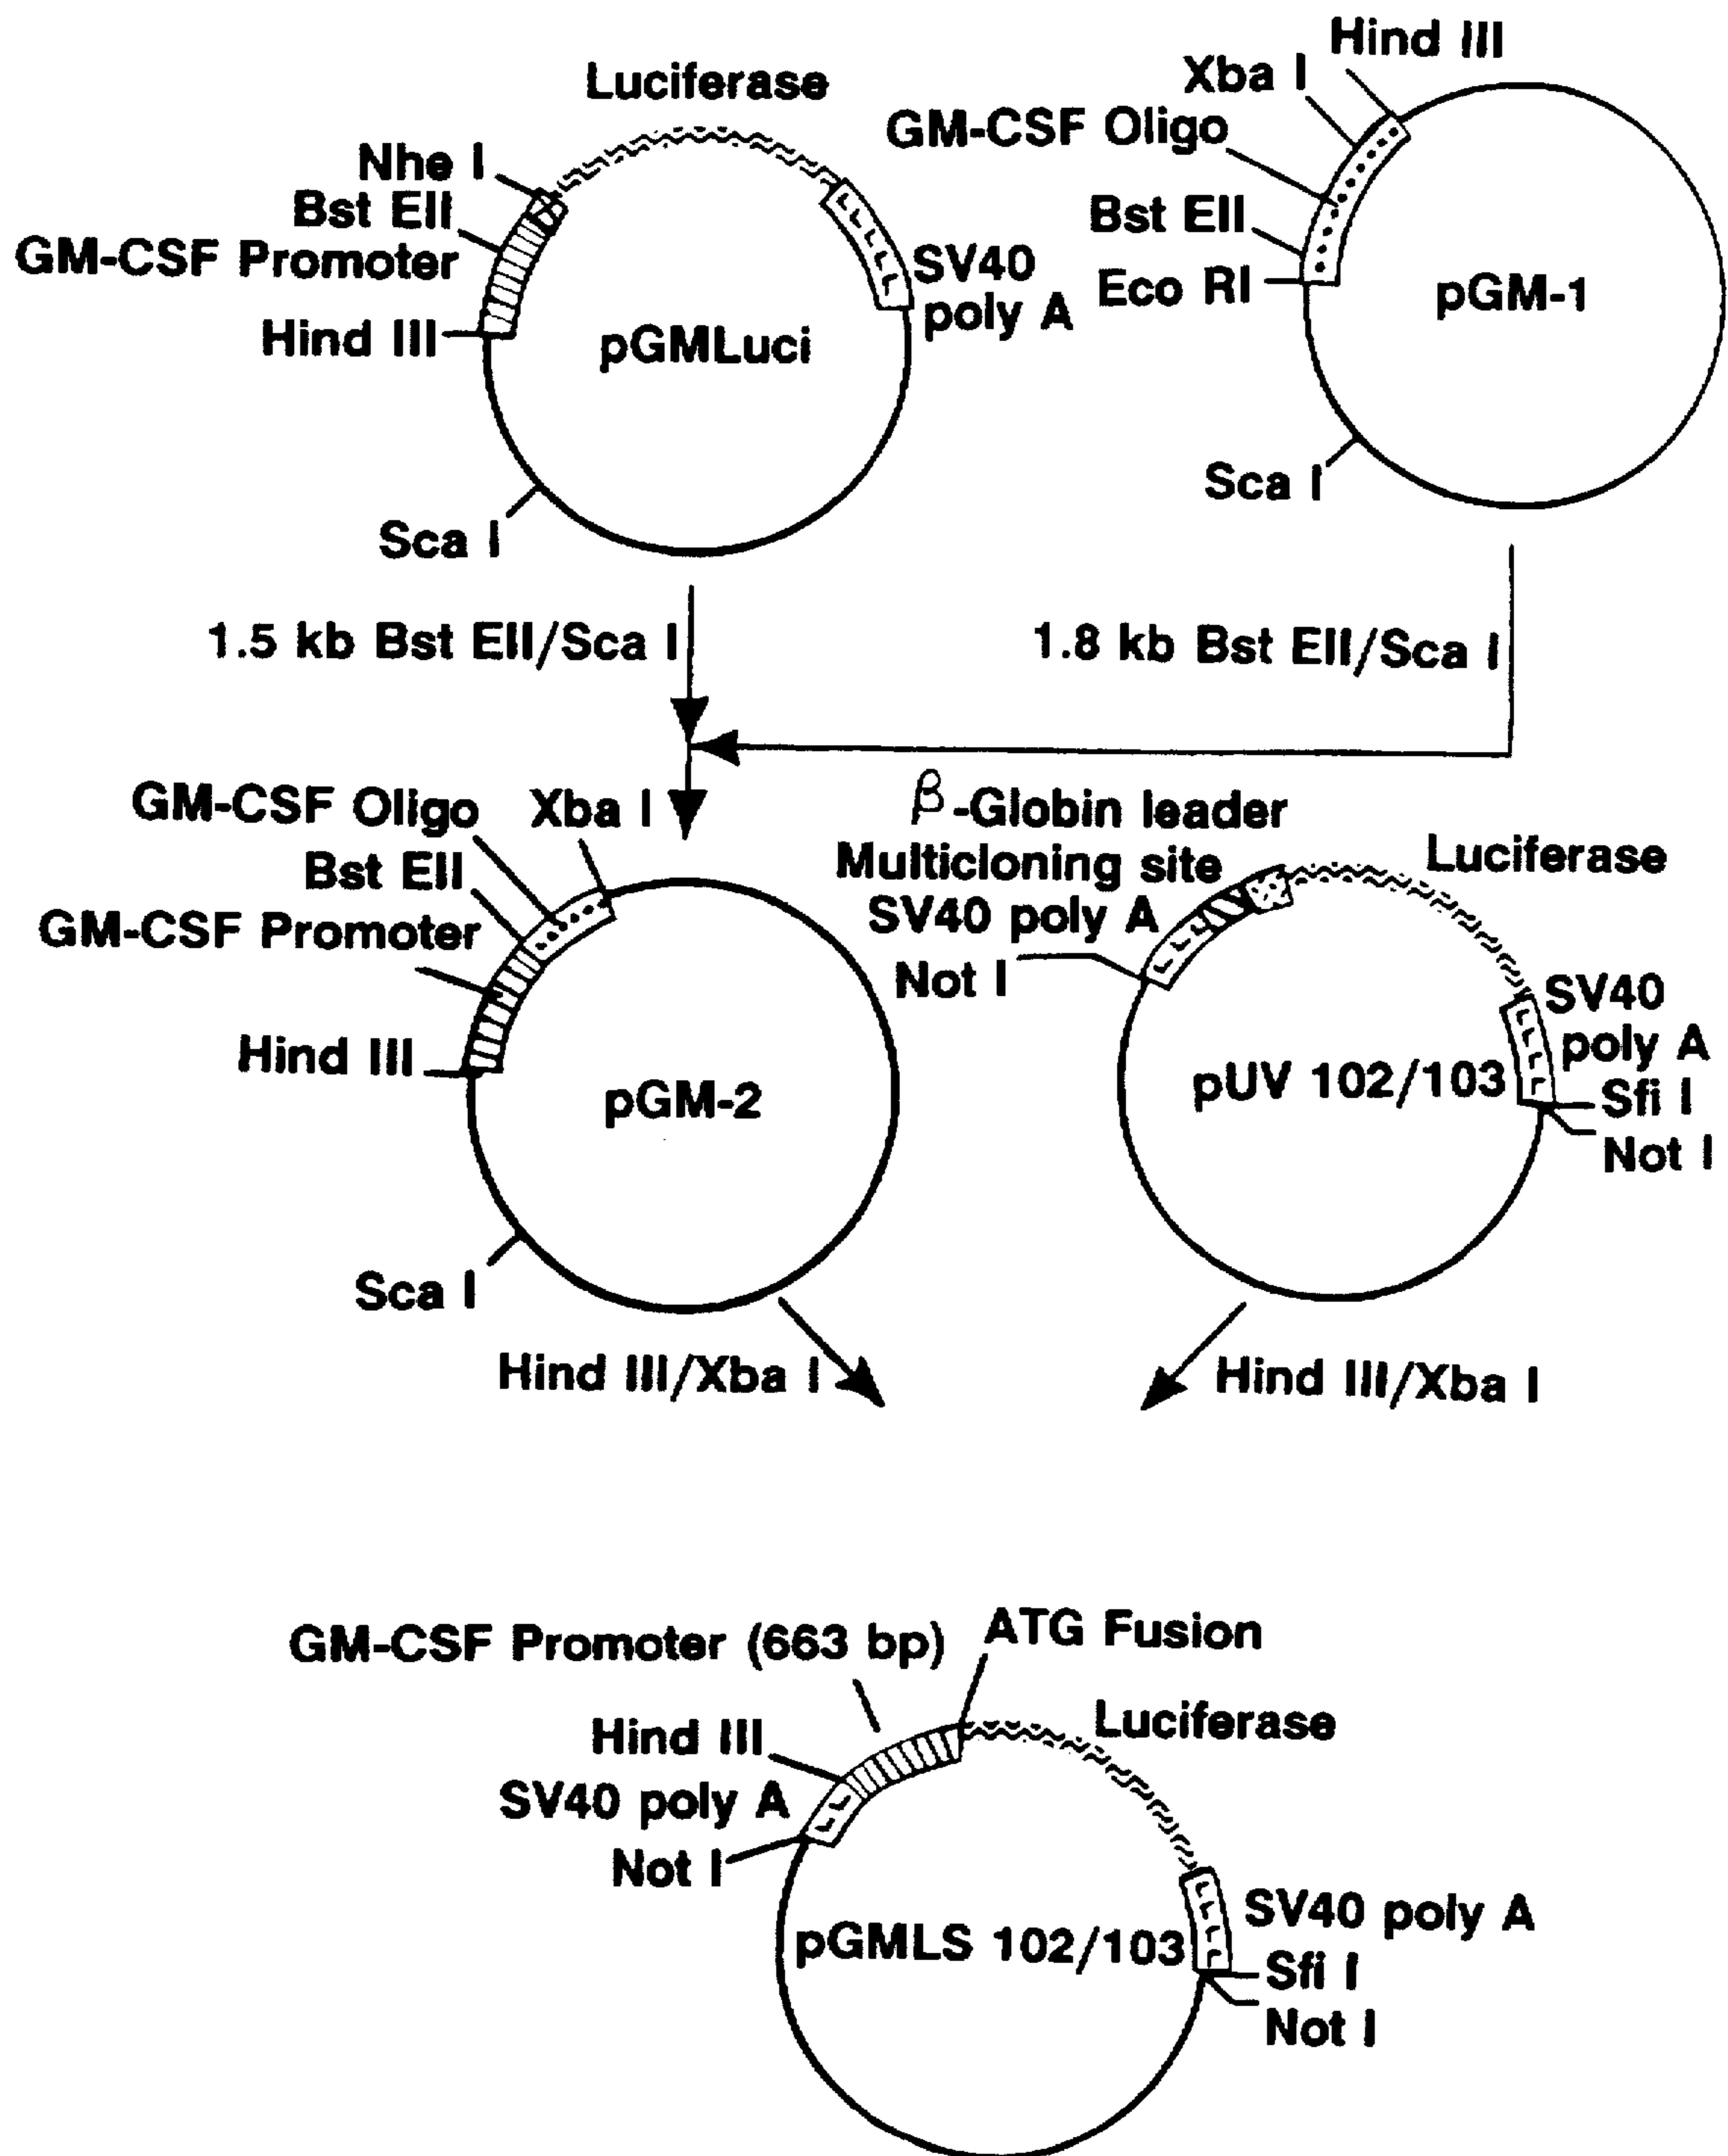 Luciferase
Nhe I
Bst EII
GM-CSF Promoter
Hind III
SV40
poly A
pGMLuci
Sca I
Hind III
Xba I
GM-CSF Oligo
Bst EII
Eco RI
pGM-1
Sca I
1.5 kb Bst EII/Sca I
1.8 kb Bst EII/Sca I
GM-CSF Oligo
Xba I
Bst EII
GM-CSF Promoter
Hind III
pGM-2
Sca I
β-Globin leader
Multicloning site
SV40 poly A
Not I
Luciferase
SV40
poly A
pUV 102/103
Sfi I
Not I
Hind III/Xba I
Hind III/Xba I
GM-CSF Promoter (663 bp)
ATG Fusion
Hind III
Luciferase
SV40 poly A
Not I
pGMLS 102/103
SV40 poly A
Sfi I
Not I